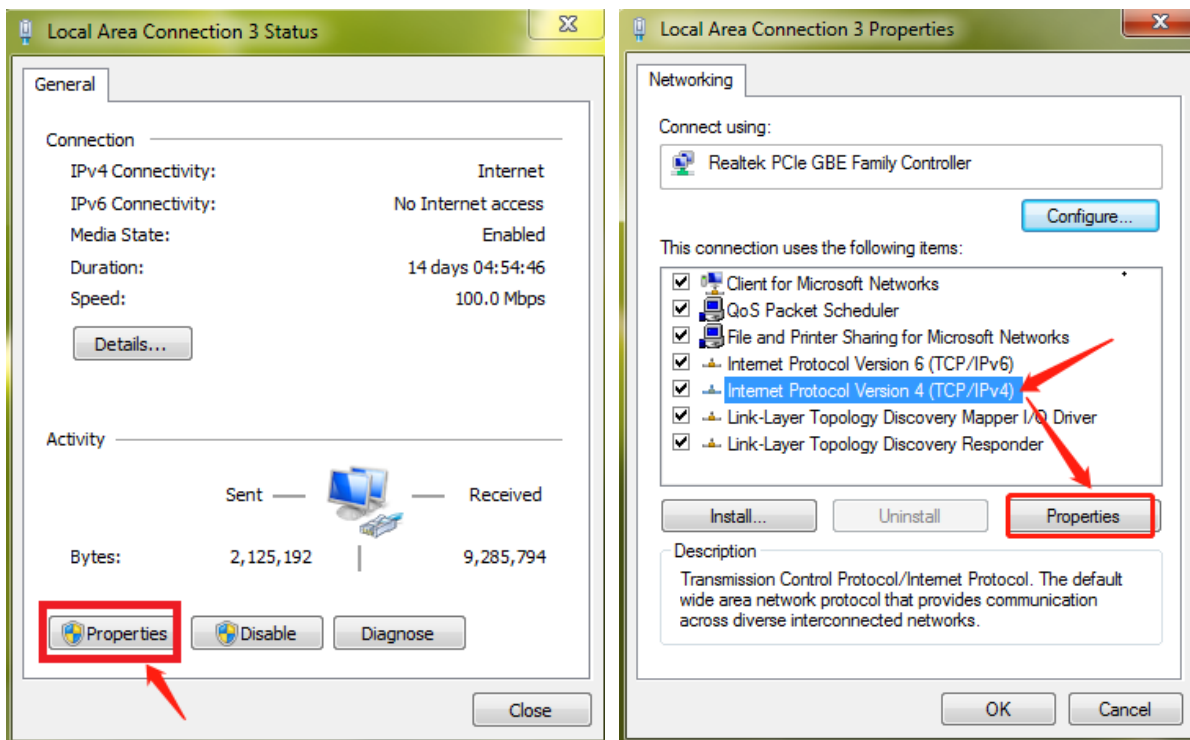 Local Area Connection 3 Status
General
Connection
IPv4 Connectivity: Internet
IPv6 Connectivity: No Internet access
Media State: Enabled
Duration: 14 days 04:54:46
Speed: 100.0 Mbps
Details...
Activity
Sent Received
Bytes: 2,125,192 9,285,794
Properties Disable Diagnose
Close
Local Area Connection 3 Properties
Networking
Connect using:
Realtek PCIe GBE Family Controller
Configure...
This connection uses the following items:
Client for Microsoft Networks
QoS Packet Scheduler
File and Printer Sharing for Microsoft Networks
Internet Protocol Version 6 (TCP/IPv6)
Internet Protocol Version 4 (TCP/IPv4)
Link-Layer Topology Discovery Mapper I/O Driver
Link-Layer Topology Discovery Responder
Install... Uninstall Properties
Description
Transmission Control Protocol/Internet Protocol. The default
wide area network protocol that provides communication
across diverse interconnected networks.
OK Cancel